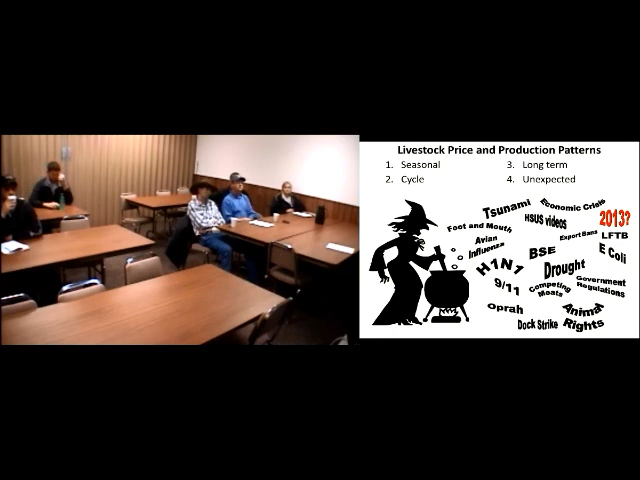 Livestock Price and Production Patterns
1. Seasonal
2. Cycle
3. Long term
4. Unexpected
Tsunami
Economic Crisis
2013?
HSUS videos
Foot and Mouth
Export Bans
LFTB
Avian
Influenza
BSE
E Coli
H1N1
Drought
9/11
Competing
Meats
Government
Regulations
Oprah
Animal
Rights
Dock Strike